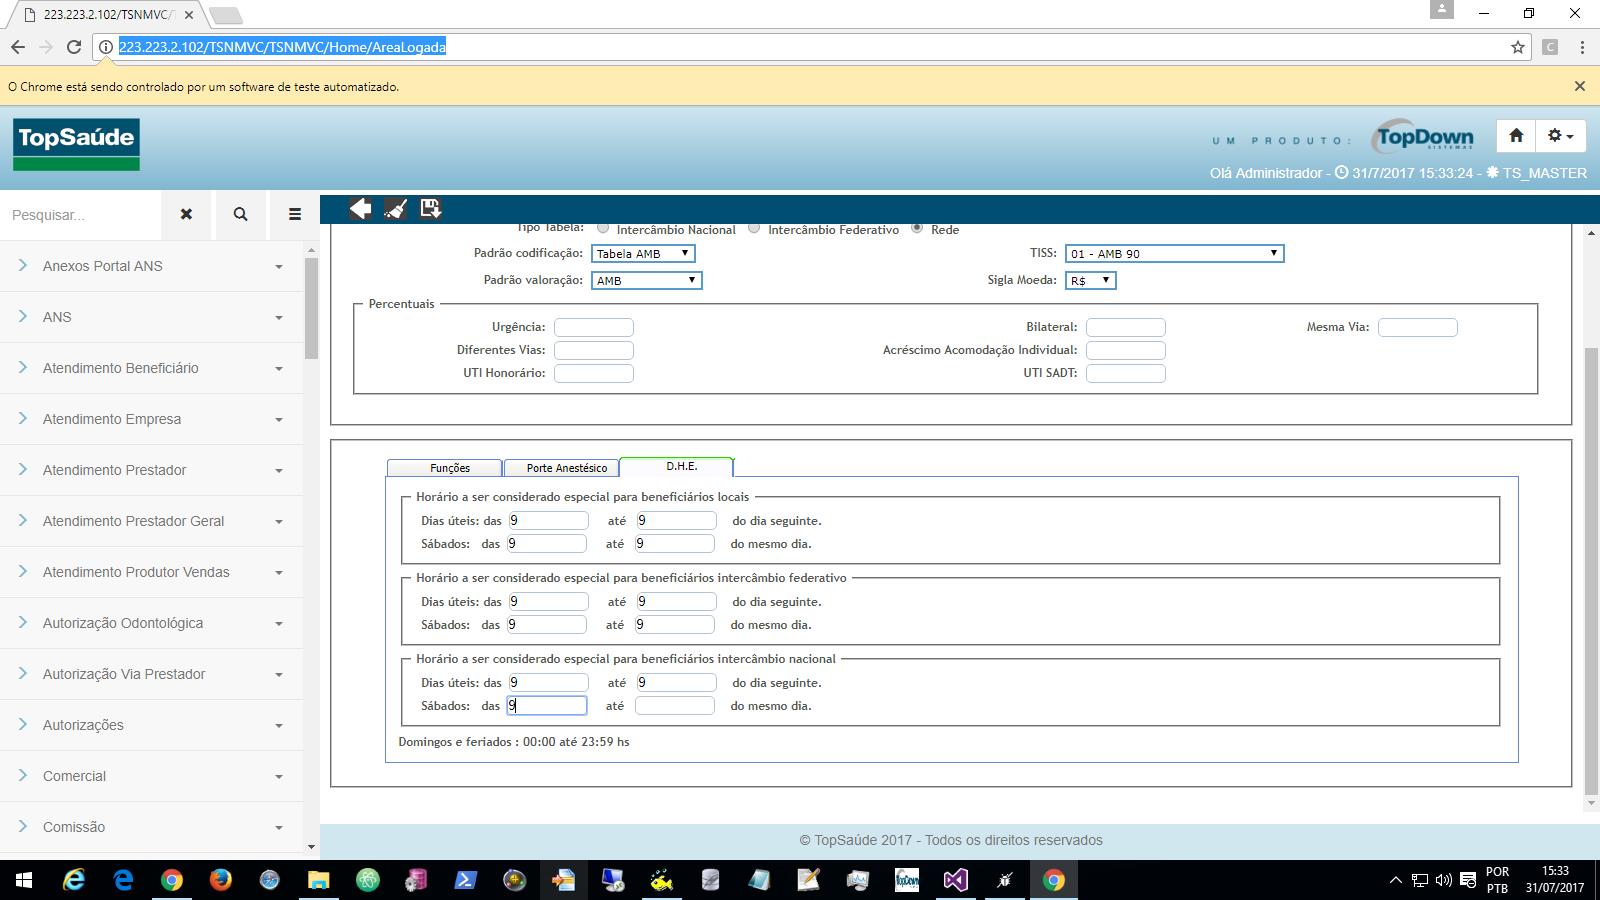 223.223.2.102/TSNMVC/T
223.223.2.102/TSNMVC/TSNMVC/Home/AreaLogada
C
O Chrome está sendo controlado por um software de teste automatizado.
TopSaúde
UM PRODUTO:
TopDown
SISTEMAS
Olá Administrador - 31/7/2017 15:33:24 - TS_MASTER
Pesquisar...
Anexos Portal ANS
ANS
Atendimento Beneficiário
Atendimento Empresa
Atendimento Prestador
Atendimento Prestador Geral
Atendimento Produtor Vendas
Autorização Odontológica
Autorização Via Prestador
Autorizações
Comercial
Comissão
Tipo Tabela: Intercâmbio Nacional Intercâmbio Federativo Rede
Padrão codificação: Tabela AMB TISS: 01 - AMB 90
Padrão valoração: AMB Sigla Moeda: R$
Percentuais
Urgência: Bilateral: Mesma Via:
Diferentes Vias: Acréscimo Acomodação Individual:
UTI Honorário: UTI SADT:
Funções Porte Anestésico D.H.E.
Horário a ser considerado especial para beneficiários locais
Dias úteis: das 9 até 9 do dia seguinte.
Sábados: das 9 até 9 do mesmo dia.
Horário a ser considerado especial para beneficiários intercâmbio federativo
Dias úteis: das 9 até 9 do dia seguinte.
Sábados: das 9 até 9 do mesmo dia.
Horário a ser considerado especial para beneficiários intercâmbio nacional
Dias úteis: das 9 até 9 do dia seguinte.
Sábados: das 9 até do mesmo dia.
Domingos e feriados : 00:00 até 23:59 hs
© TopSaúde 2017 - Todos os direitos reservados
TopDown
POR
PTB
15:33
31/07/2017